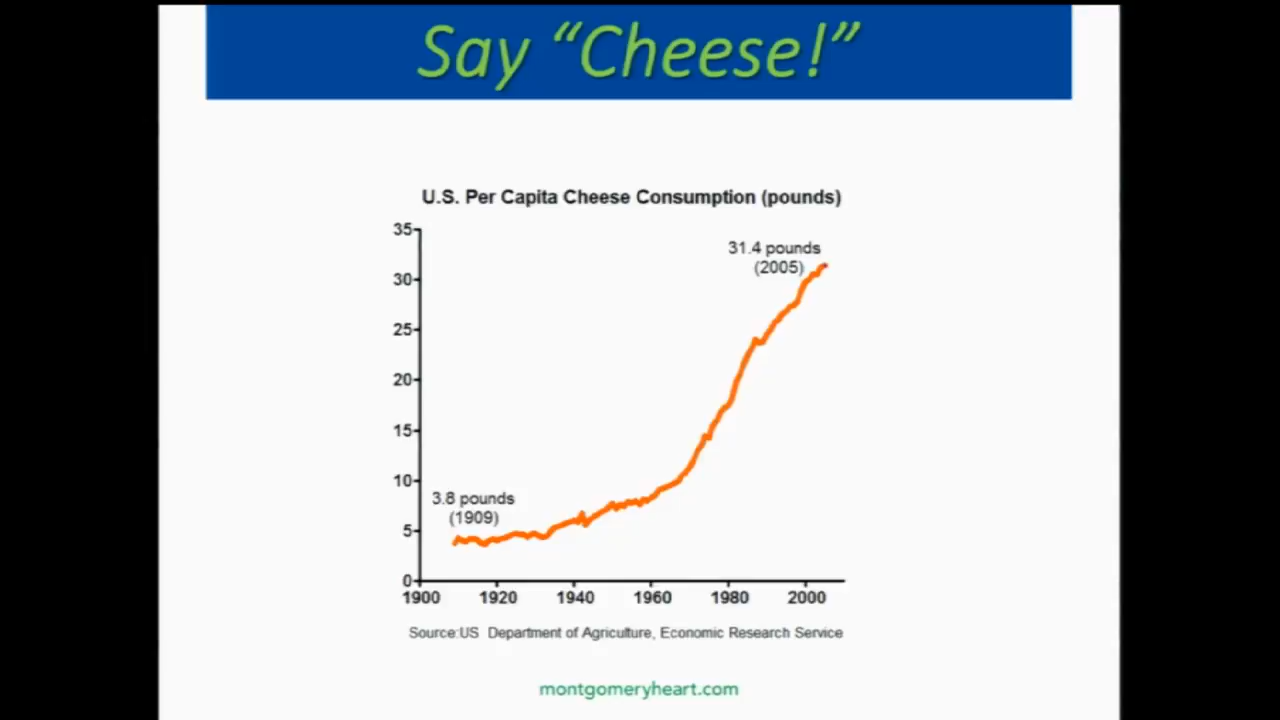 Say “Cheese!”
U.S. Per Capita Cheese Consumption (pounds)
35
31.4 pounds
(2005)
30
25
20
15
10
3.8 pounds
(1909)
5
0
1900 1920 1940 1960 1980 2000
Source:US Department of Agriculture, Economic Research Service
montgomeryheart.com